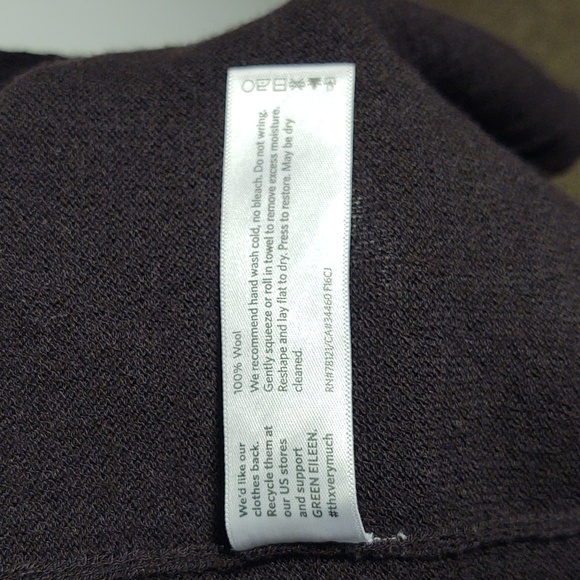 100% Wool
We recommend hand wash cold, no bleach. Do not wring.
Gently squeeze or roll in towel to remove excess moisture.
Reshape and lay flat to dry. Press to restore. May be dry
cleaned.
RN#78121/CA#34460 F16CJ
We'd like our
clothes back.
Recycle them at
our US stores
and support
GREEN EILEEN.
#thxverymuch